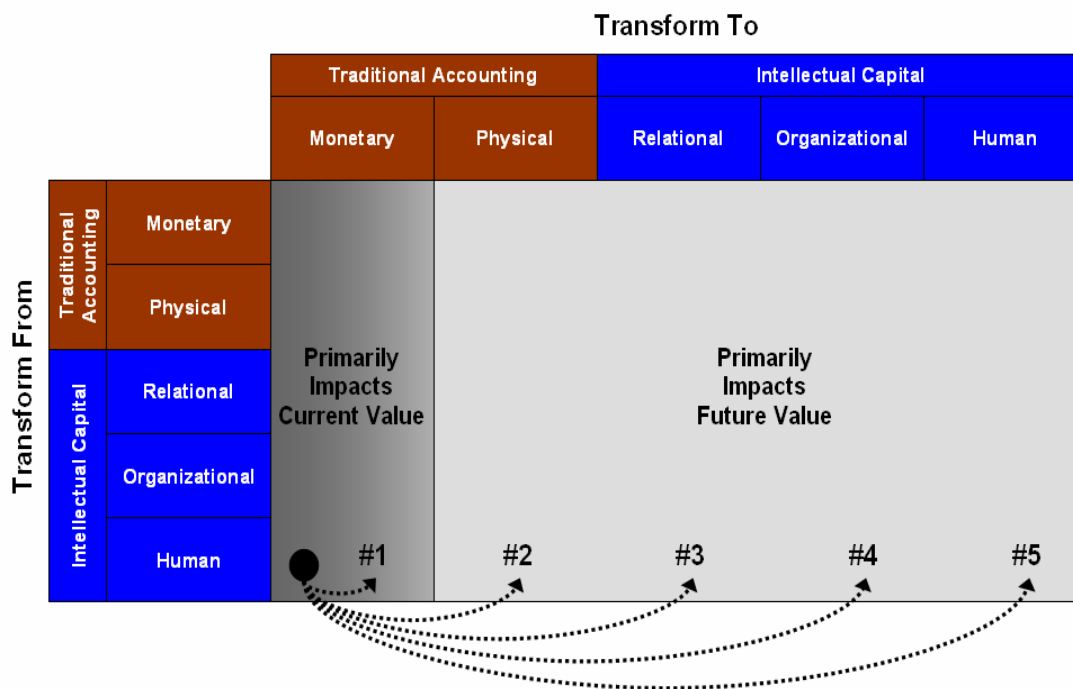 Transform To
Traditional Accounting
Intellectual Capital
Monetary
Physical
Relational
Organizational
Human
Transform From
Traditional
Accounting
Monetary
Physical
Intellectual Capital
Relational
Organizational
Human
Primarily
Impacts
Current Value
Primarily
Impacts
Future Value
#1
#2
#3
#4
#5